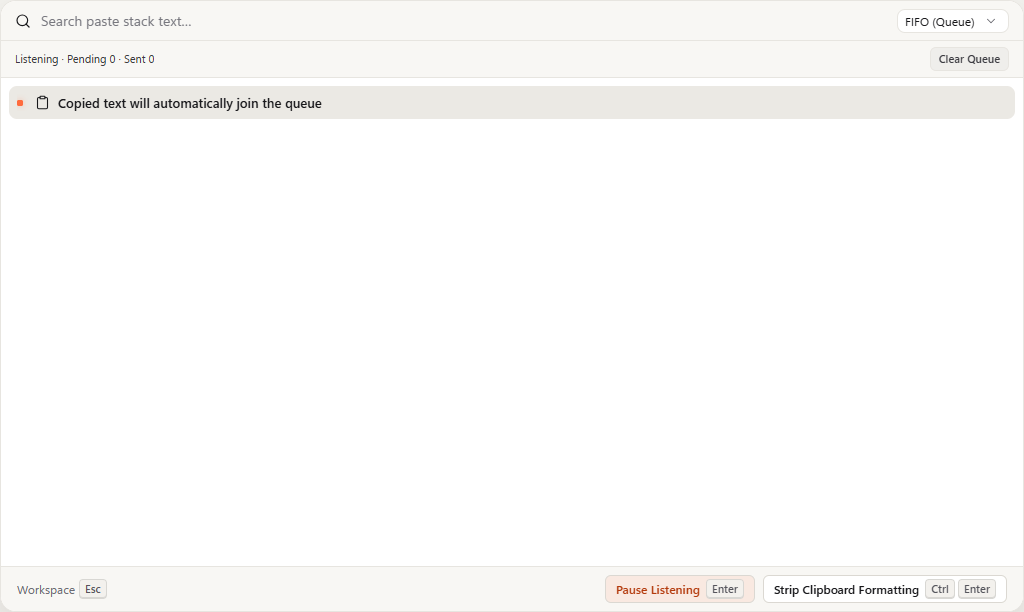 Search paste stack text...
FIFO (Queue)
Listening · Pending 0 · Sent 0
Clear Queue
Copied text will automatically join the queue
Workspace Esc
Pause Listening Enter
Strip Clipboard Formatting Ctrl Enter